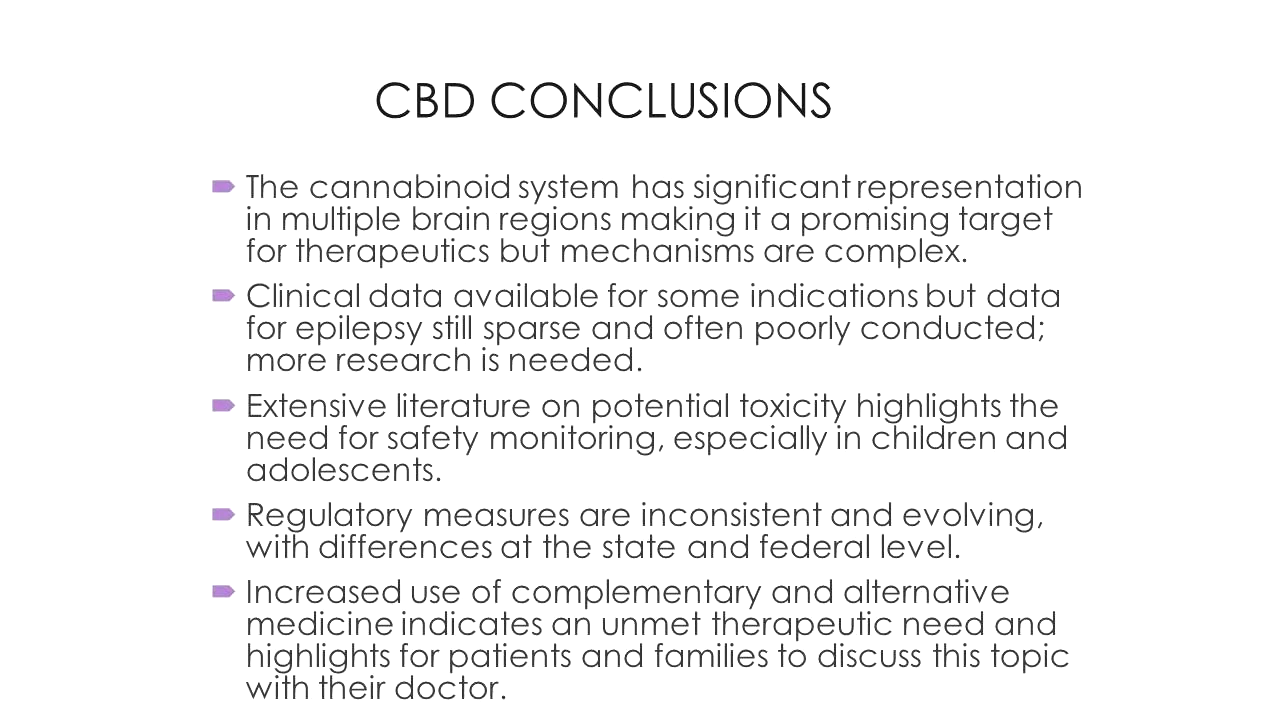 CBD CONCLUSIONS
The cannabinoid system has significant representation
in multiple brain regions making it a promising target
for therapeutics but mechanisms are complex.
Clinical data available for some indications but data
for epilepsy still sparse and often poorly conducted;
more research is needed.
Extensive literature on potential toxicity highlights the
need for safety monitoring, especially in children and
adolescents.
Regulatory measures are inconsistent and evolving,
with differences at the state and federal level.
Increased use of complementary and alternative
medicine indicates an unmet therapeutic need and
highlights for patients and families to discuss this topic
with their doctor.